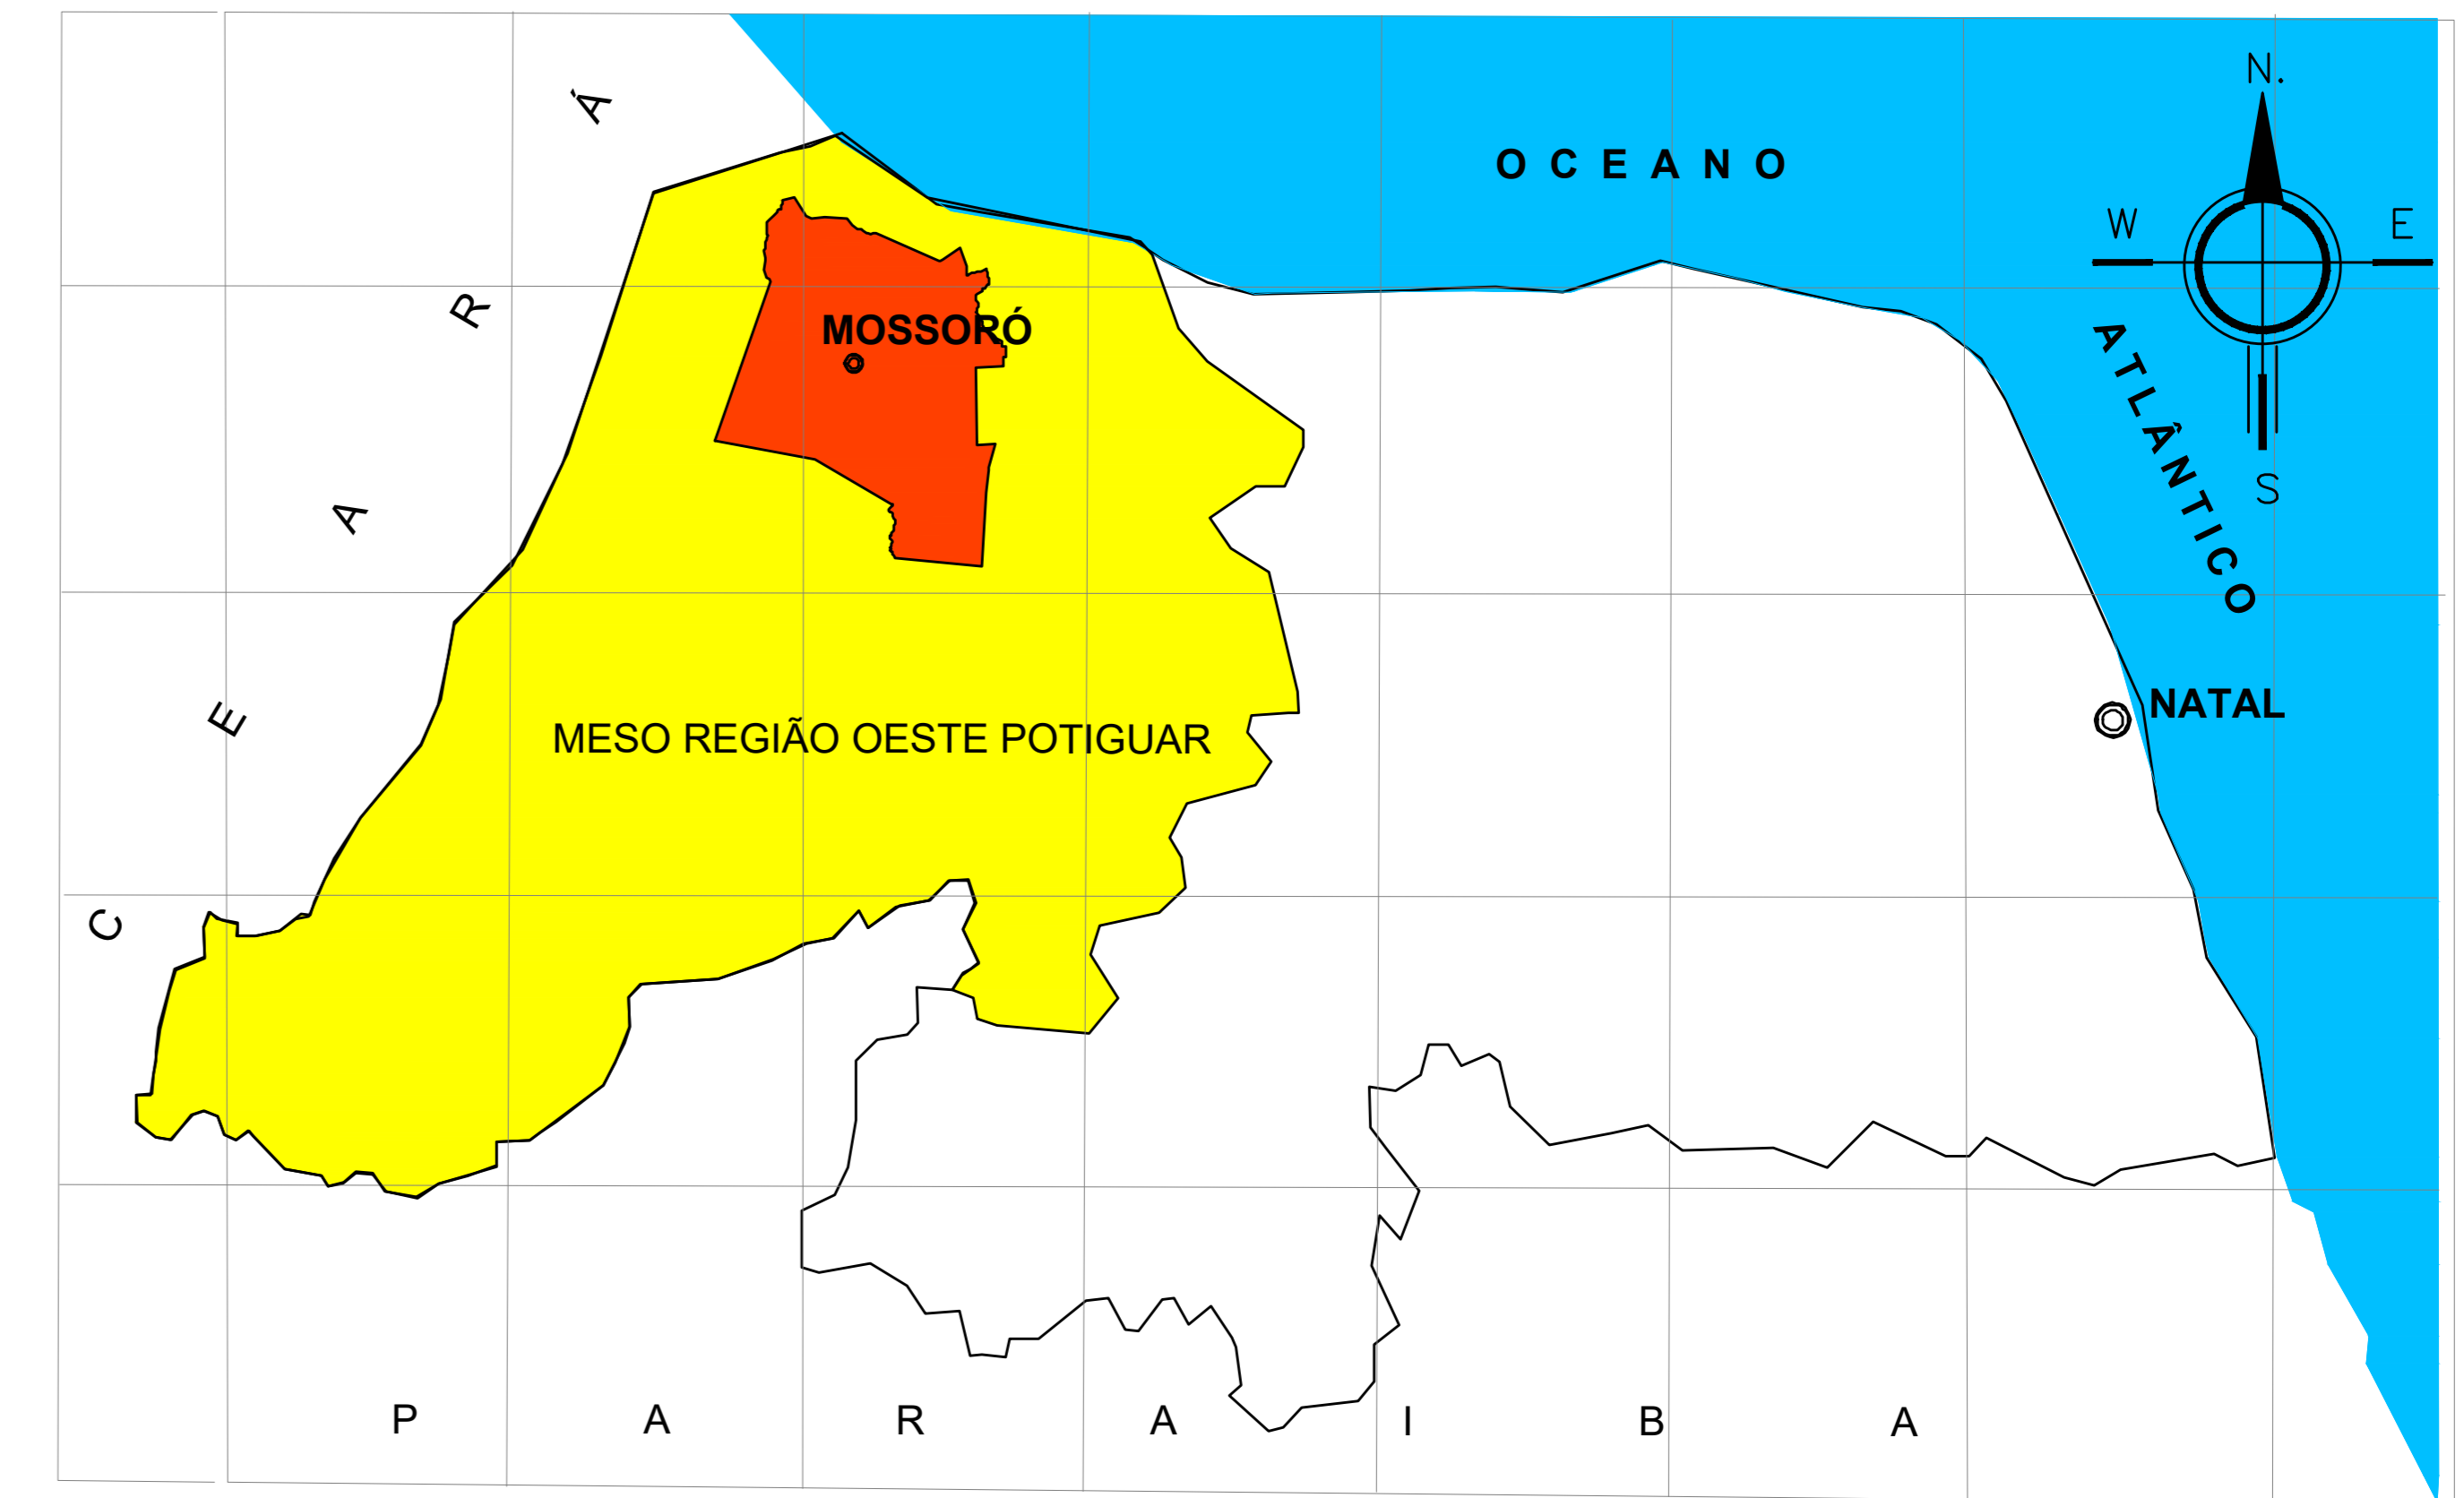 C E A R Á
OCEANO
ATLÂNTICO
N.
W
E
S
MOSSORÓ
NATAL
MESO REGIÃO OESTE POTIGUAR
P A R A I B A